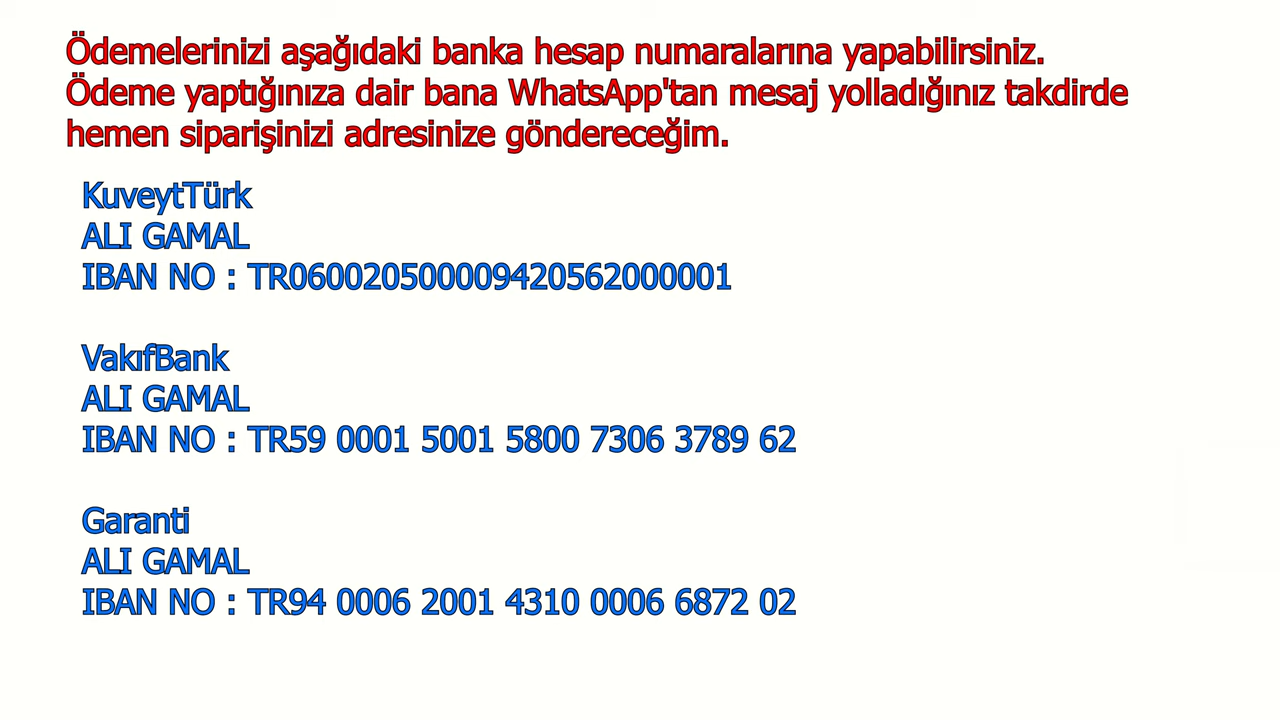 Ödemelerinizi aşağıdaki banka hesap numaralarına yapabilirsiniz.
Ödeme yaptığınıza dair bana WhatsApp'tan mesaj yolladığınız takdirde
hemen siparişinizi adresinize göndereceğim.
KuveytTürk
ALI GAMAL
IBAN NO : TR060020500009420562000001
VakıfBank
ALI GAMAL
IBAN NO : TR59 0001 5001 5800 7306 3789 62
Garanti
ALI GAMAL
IBAN NO : TR94 0006 2001 4310 0006 6872 02